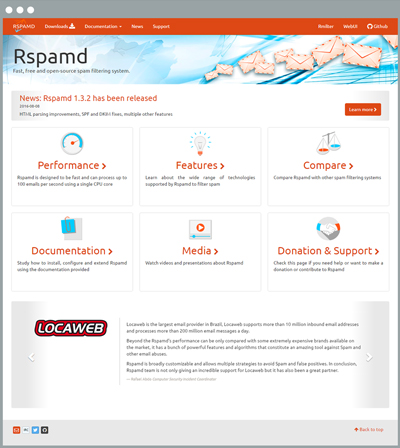 RSPAMD Downloads Documentation News Support Rmilter WebUI Github
Rspamd
Fast, free and open-source spam filtering system.
News: Rspamd 1.3.2 has been released
2016-08-08
HTML parsing improvements, SPF and DKIM fixes, multiple other features
Learn more
Performance
Features
Compare
Rspamd is designed to be fast and can process up to
100 emails per second using a single CPU core
Learn about the wide range of technologies
supported by Rspamd to filter spam
Compare Rspamd with other spam filtering systems
Documentation
Media
Donation & Support
Study how to install, configure and extend Rspamd
using the documentation provided
Watch videos and presentations about Rspamd
Check this page if you need help or want to make a
donation or contribute to Rspamd
LOCAWEB
Locaweb is the largest email provider in Brazil, Locaweb supports more than 10 million inbound email addresses
and processes more than 200 million email messages a day.
Beyond the Rspamd's performance can be only compared with some extremely expensive brands available on
the market, it has a bunch of powerful features and algorithms that constitute an amazing tool against Spam and
other email abuses.
Rspamd is broadly customizable and allows multiple strategies to avoid Spam and false positives. In conclusion,
Rspamd team is not only giving an incredible support for Locaweb but it has also been a great partner.
Computer Security Incident Coordinator
Back to top